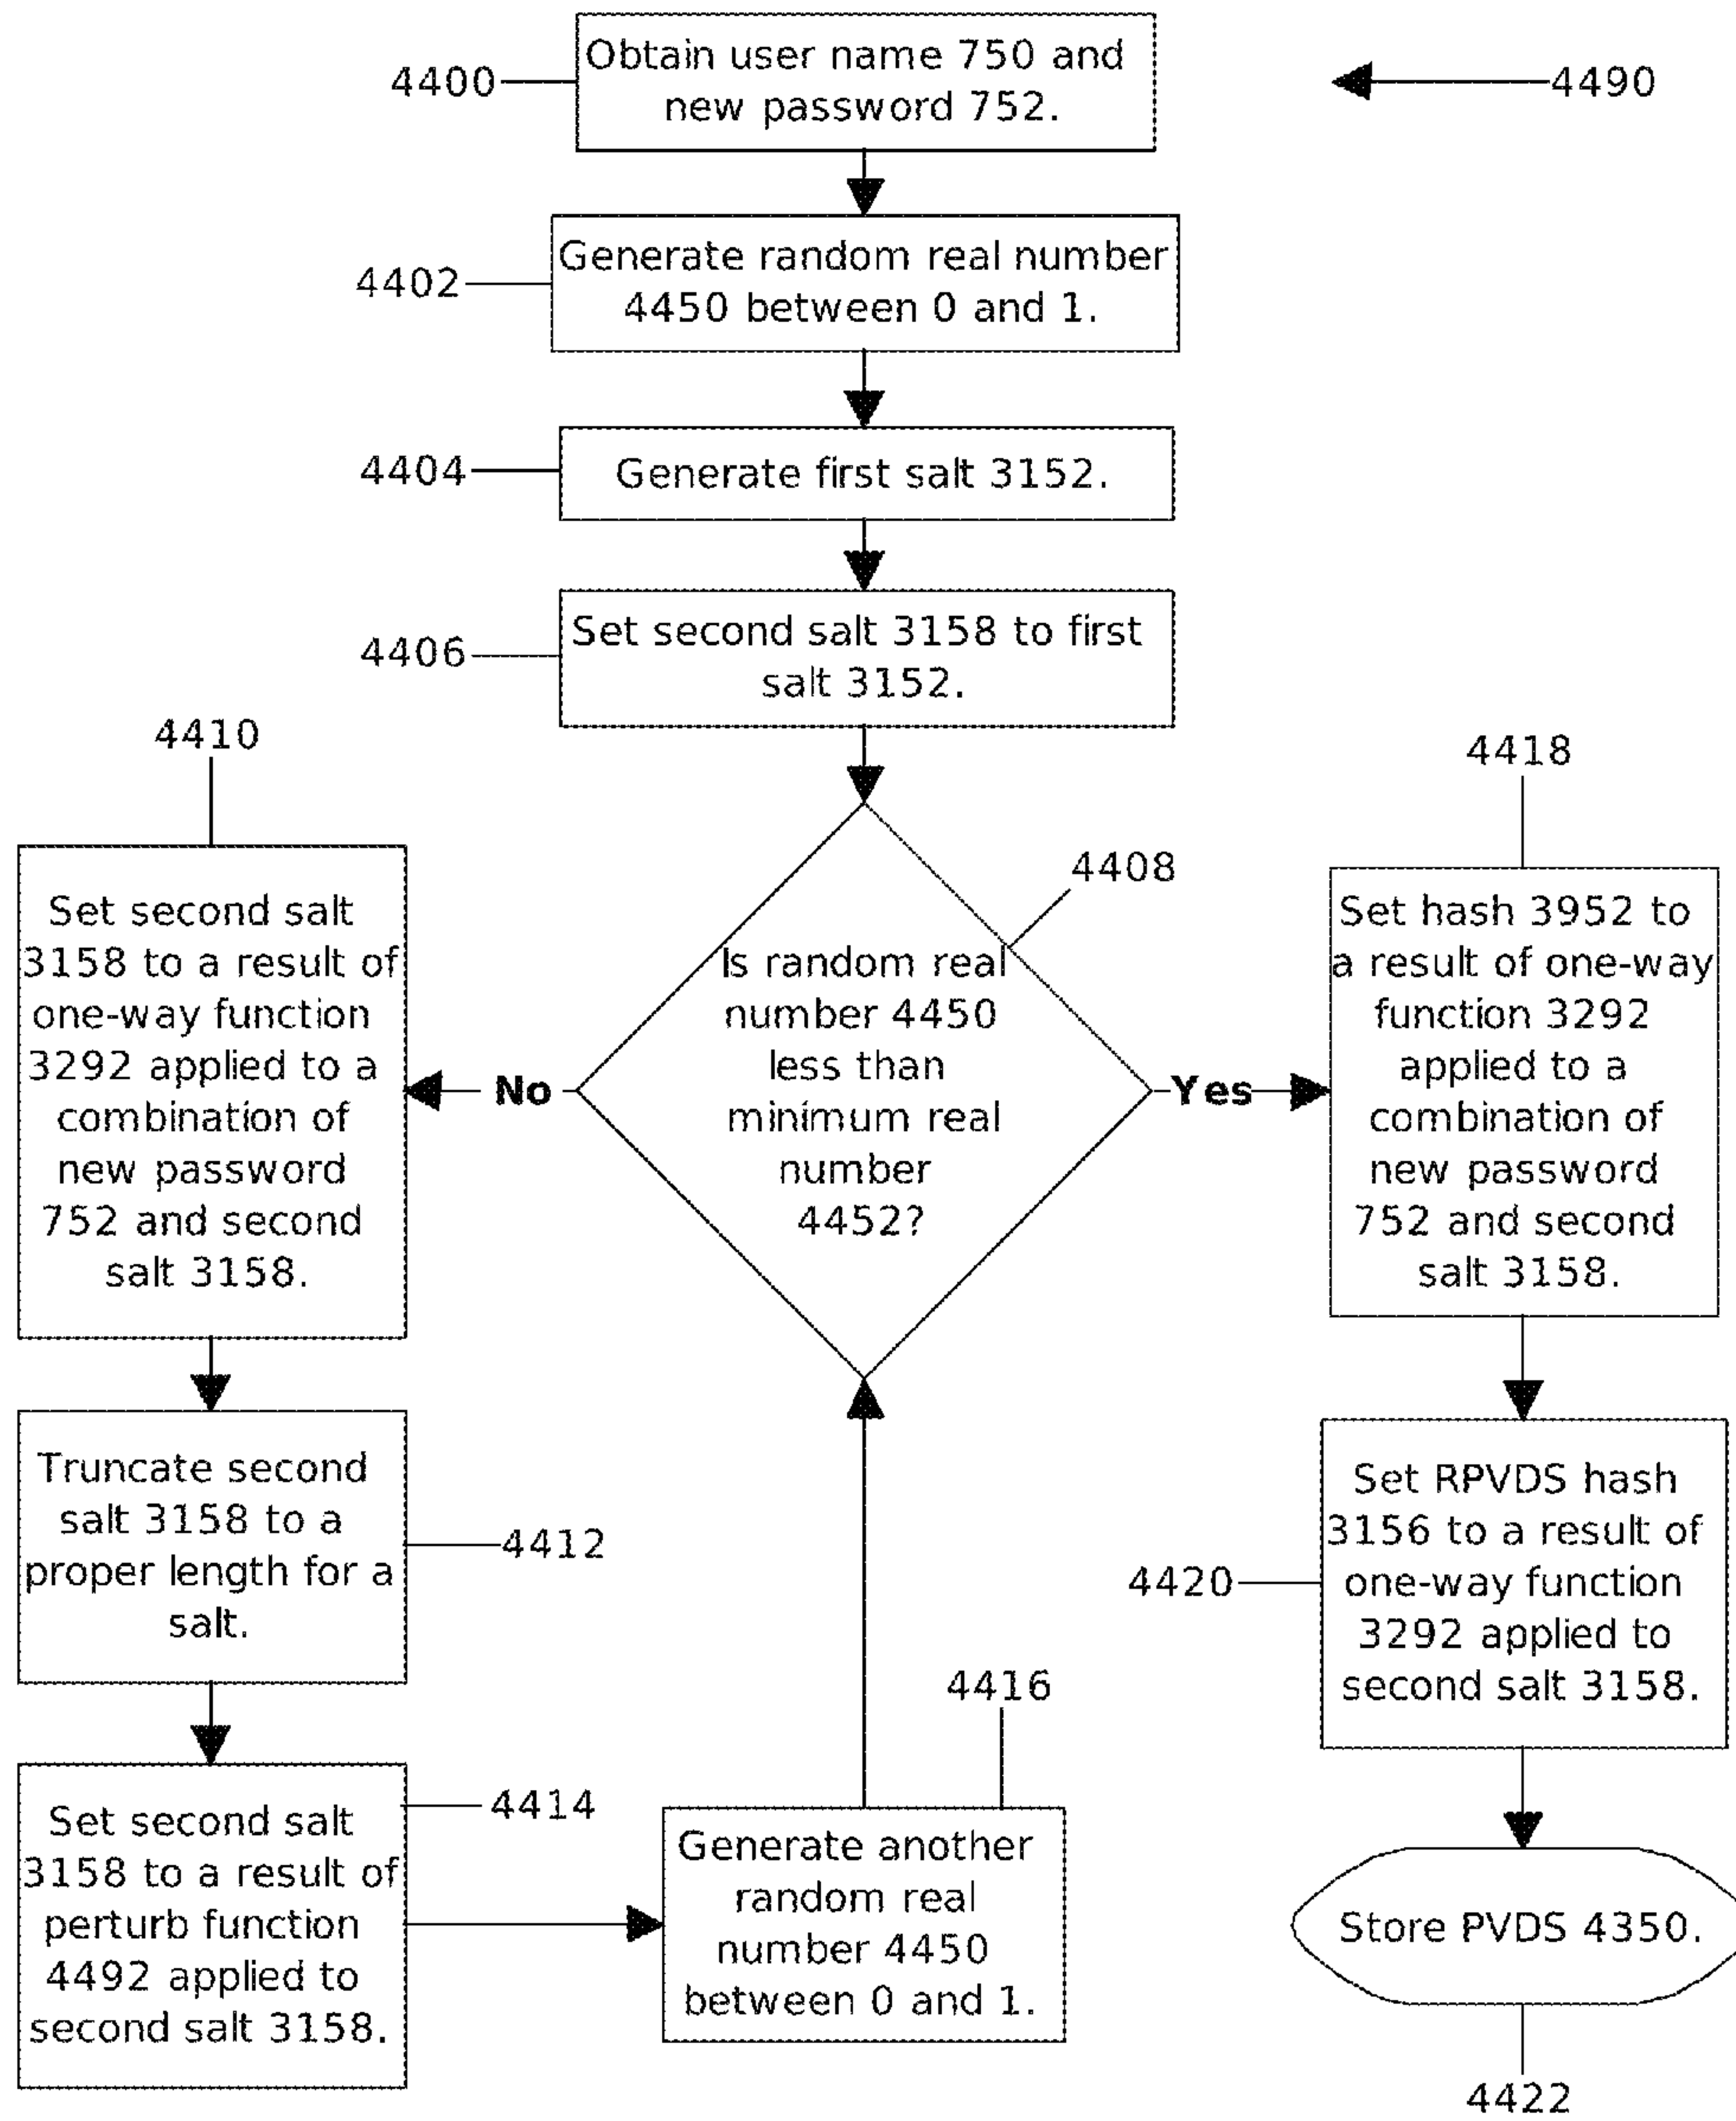 4400
Obtain user name 750 and
new password 752.
4490
4402
Generate random real number
4450 between 0 and 1.
4404
Generate first salt 3152.
4406
Set second salt 3158 to first
salt 3152.
4408
Is random real
number 4450
less than
minimum real
number
4452?
No
Yes
4410
Set second salt
3158 to a result of
one-way function
3292 applied to a
combination of
new password
752 and second
salt 3158.
4412
Truncate second
salt 3158 to a
proper length for a
salt.
4414
Set second salt
3158 to a result of
perturb function
4492 applied to
second salt 3158.
4416
Generate another
random real
number 4450
between 0 and 1.
4418
Set hash 3952 to
a result of one-way
function 3292
applied to a
combination of
new password
752 and second
salt 3158.
4420
Set RPVDS hash
3156 to a result of
one-way function
3292 applied to
second salt 3158.
Store PVDS 4350.
4422